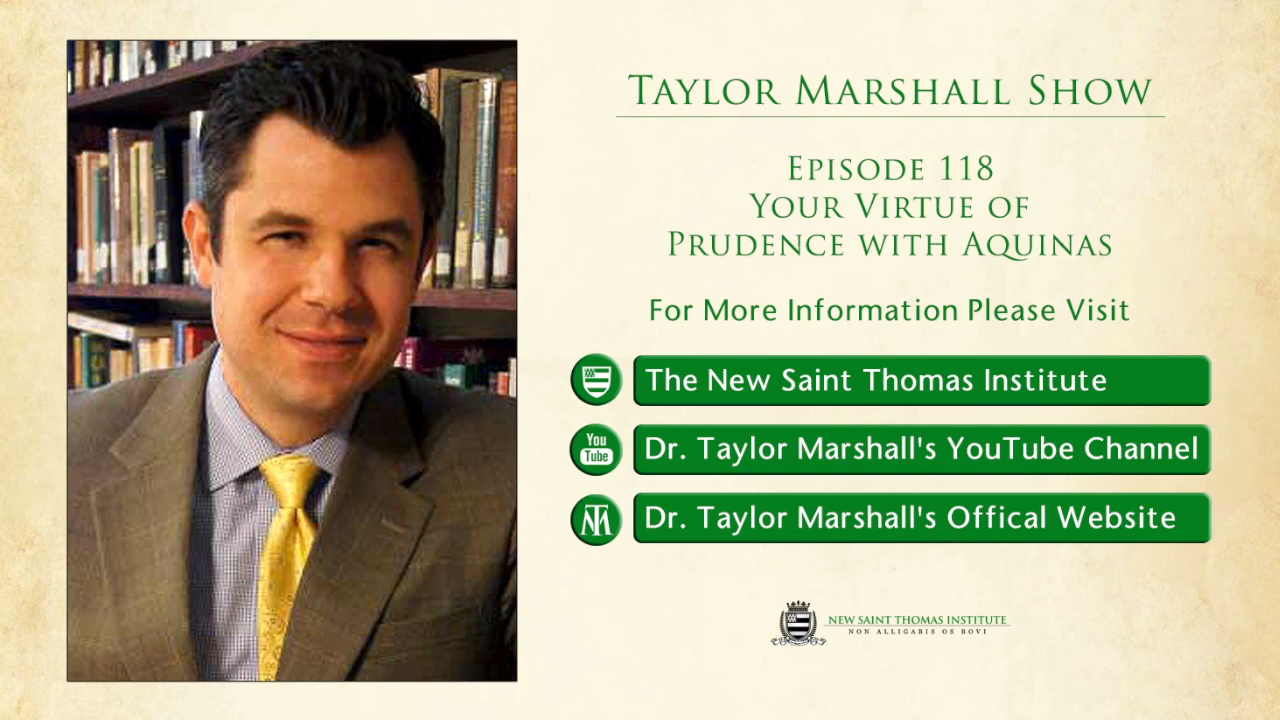 Taylor Marshall Show
Episode 118
Your Virtue of
Prudence with Aquinas
For More Information Please Visit
The New Saint Thomas Institute
You
Tube
Dr. Taylor Marshall's YouTube Channel
TM
Dr. Taylor Marshall's Offical Website
NEW SAINT THOMAS INSTITUTE
NON ALLIGABIS OS BOVI